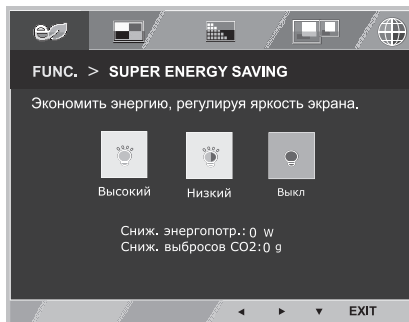 FUNC. > SUPER ENERGY SAVING
Экономить энергию, регулируя яркость экрана.
Высокий Низкий Выкл
Сниж. энергопотр.: 0 W
Сниж. выбросов CO2:0 g
EXIT